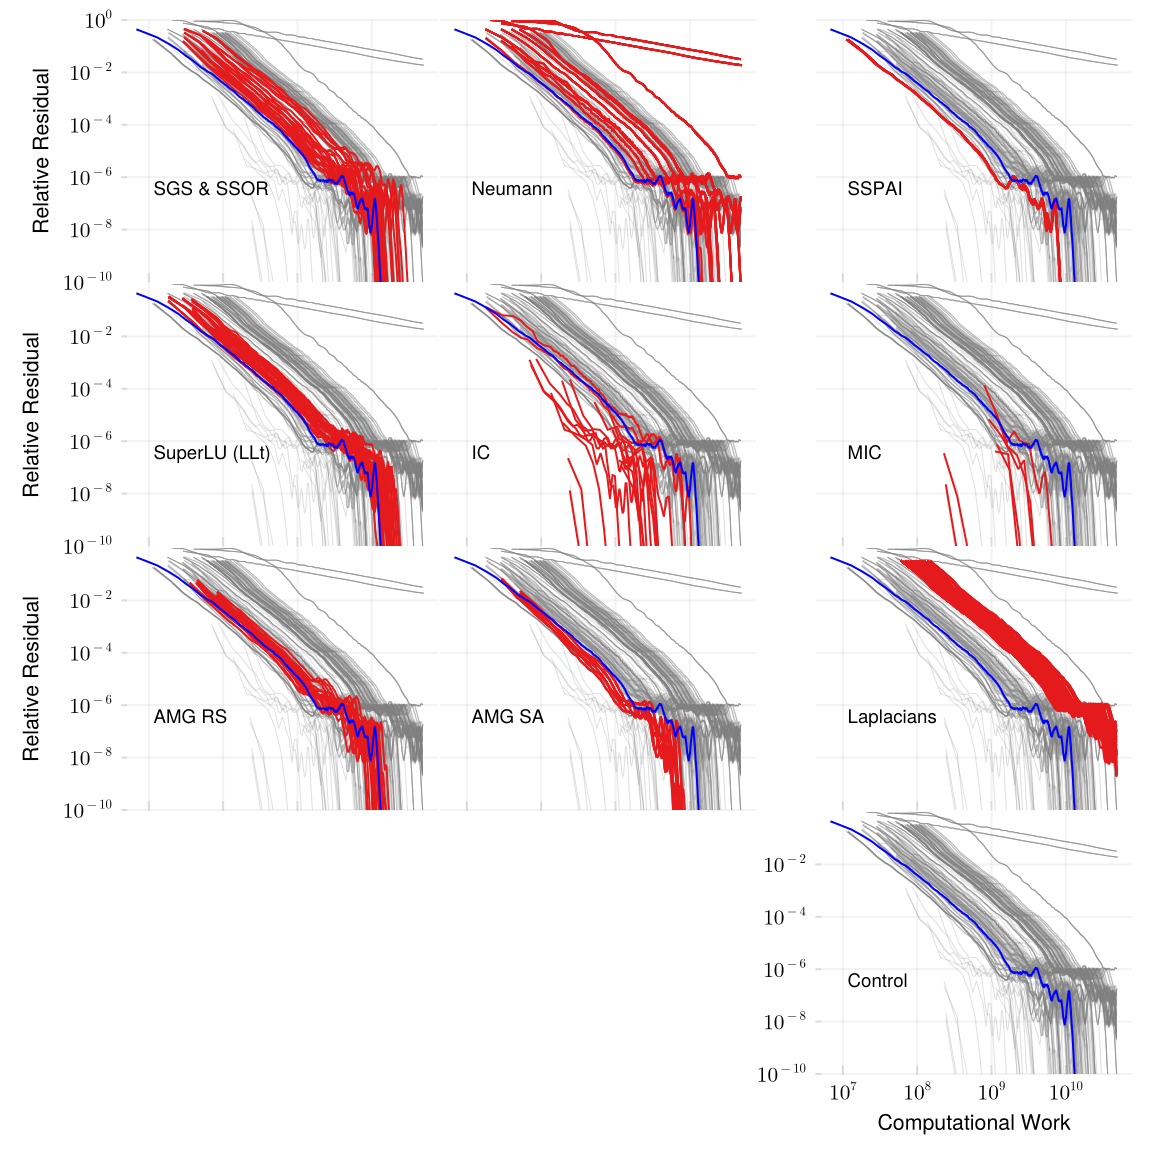 10^0
10^−2
10^−4
10^−6
10^−8
10^−10
Relative Residual
SGS & SSOR
Neumann
SSPAI
10^−2
10^−4
10^−6
10^−8
10^−10
Relative Residual
SuperLU (LLt)
IC
MIC
10^−2
10^−4
10^−6
10^−8
10^−10
Relative Residual
AMG RS
AMG SA
Laplacians
10^−2
10^−4
10^−6
10^−8
10^−10
Control
10^7 10^8 10^9 10^10
Computational Work